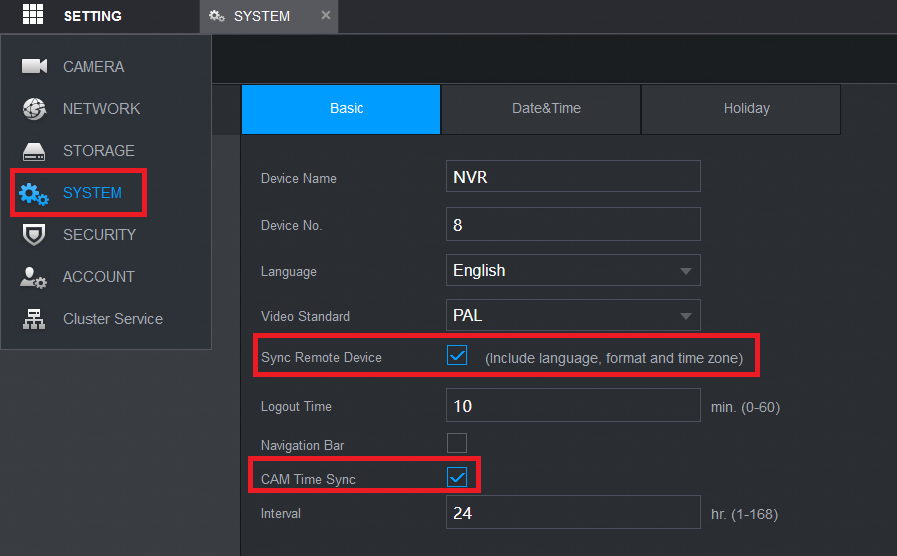 SETTING
SYSTEM ×
CAMERA
NETWORK
STORAGE
SYSTEM
SECURITY
ACCOUNT
Cluster Service
Basic Date&Time Holiday
Device Name NVR
Device No. 8
Language English
Video Standard PAL
Sync Remote Device (Include language, format and time zone)
Logout Time 10 min. (0-60)
Navigation Bar
CAM Time Sync
Interval 24 hr. (1-168)